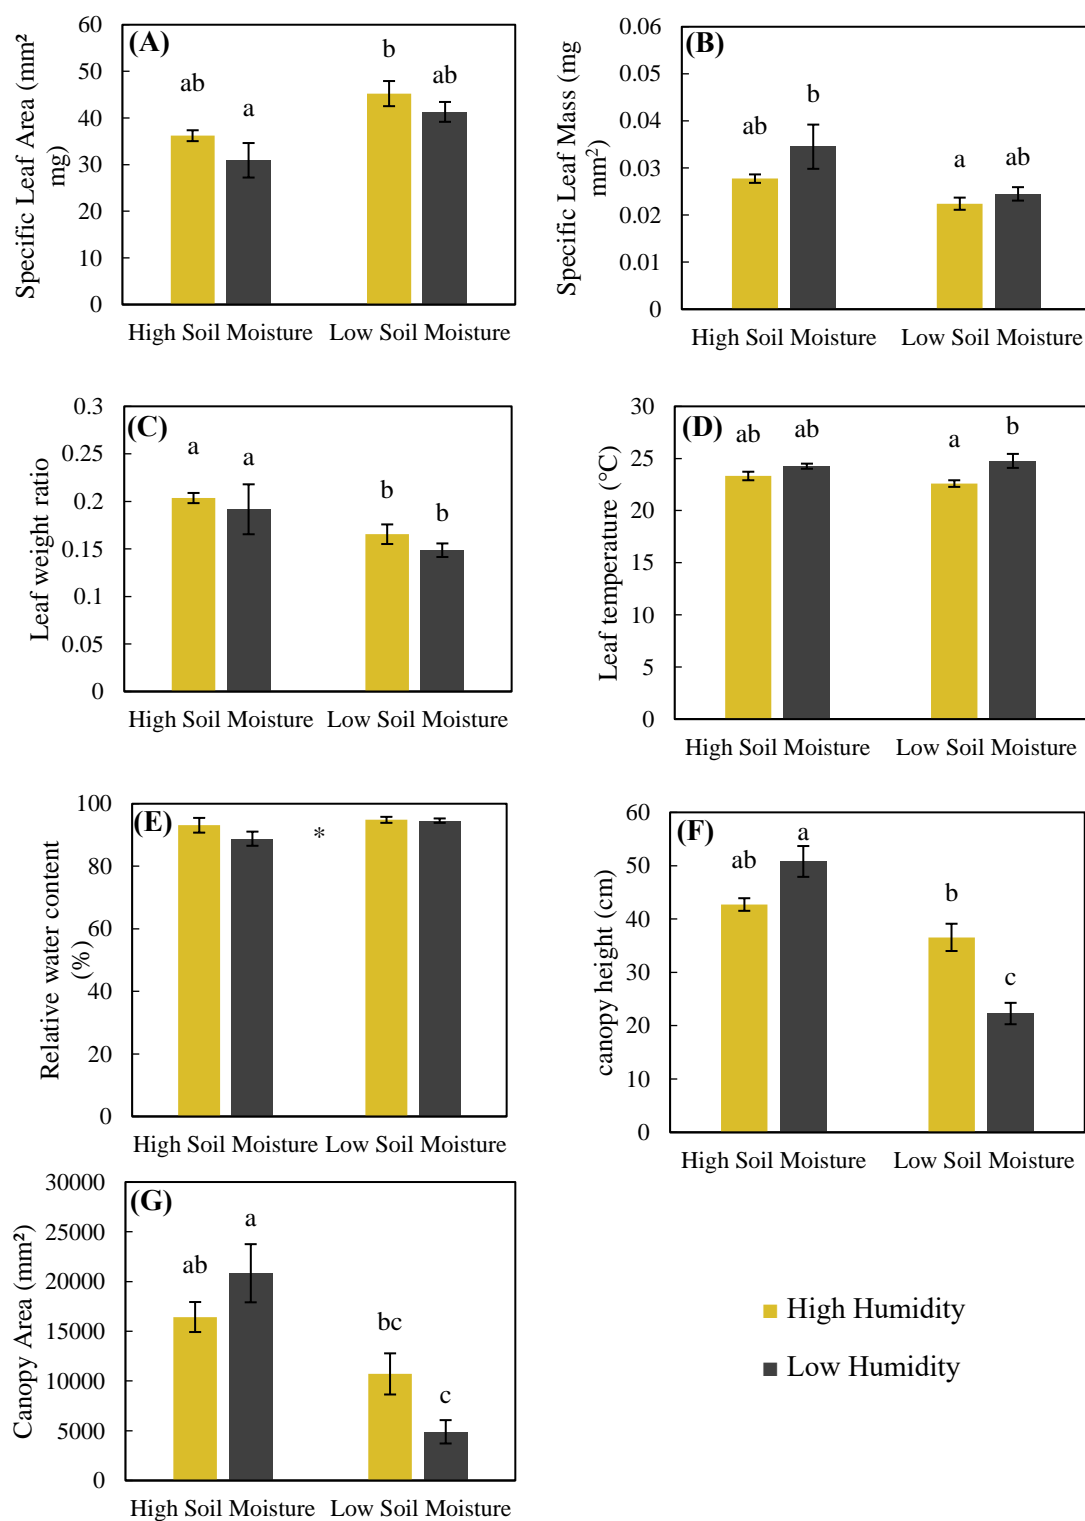 (A)
Specific Leaf Area (mm²
mg)
60
50
40
30
20
10
0
ab
a
b
ab
High Soil Moisture
Low Soil Moisture
(B)
Specific Leaf Mass (mg
mm²)
0.06
0.05
0.04
0.03
0.02
0.01
0
ab
b
a
ab
High Soil Moisture
Low Soil Moisture
(C)
Leaf weight ratio
0.3
0.25
0.2
0.15
0.1
0.05
0
a
a
b
b
High Soil Moisture
Low Soil Moisture
(D)
Leaf temperature (°C)
30
25
20
15
10
5
0
ab
ab
a
b
High Soil Moisture
Low Soil Moisture
(E)
Relative water content
(%)
100
80
60
40
20
0
*
High Soil Moisture
Low Soil Moisture
(F)
canopy height (cm)
60
50
40
30
20
10
0
ab
a
b
c
High Soil Moisture
Low Soil Moisture
(G)
Canopy Area (mm²)
30000
25000
20000
15000
10000
5000
0
ab
a
bc
c
High Soil Moisture
Low Soil Moisture
High Humidity
Low Humidity